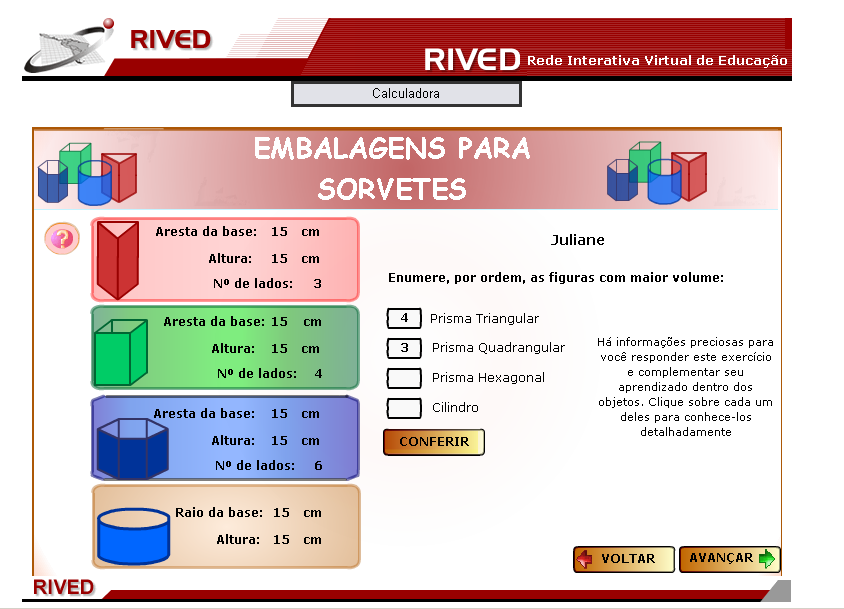 RIVED
RIVED Rede Interativa Virtual de Educação
Calculadora
EMBALAGENS PARA
SORVETES
?
Aresta da base: 15 cm
Altura: 15 cm
Nº de lados: 3
Aresta da base: 15 cm
Altura: 15 cm
Nº de lados: 4
Aresta da base: 15 cm
Altura: 15 cm
Nº de lados: 6
Raio da base: 15 cm
Altura: 15 cm
Juliane
Enumere, por ordem, as figuras com maior volume:
4 Prisma Triangular
3 Prisma Quadrangular
Prisma Hexagonal
Cilindro
CONFERIR
Há informações preciosas para
você responder este exercício
e complementar seu
aprendizado dentro dos
objetos. Clique sobre cada um
deles para conhece-los
detalhadamente
VOLTAR
AVANÇAR
RIVED